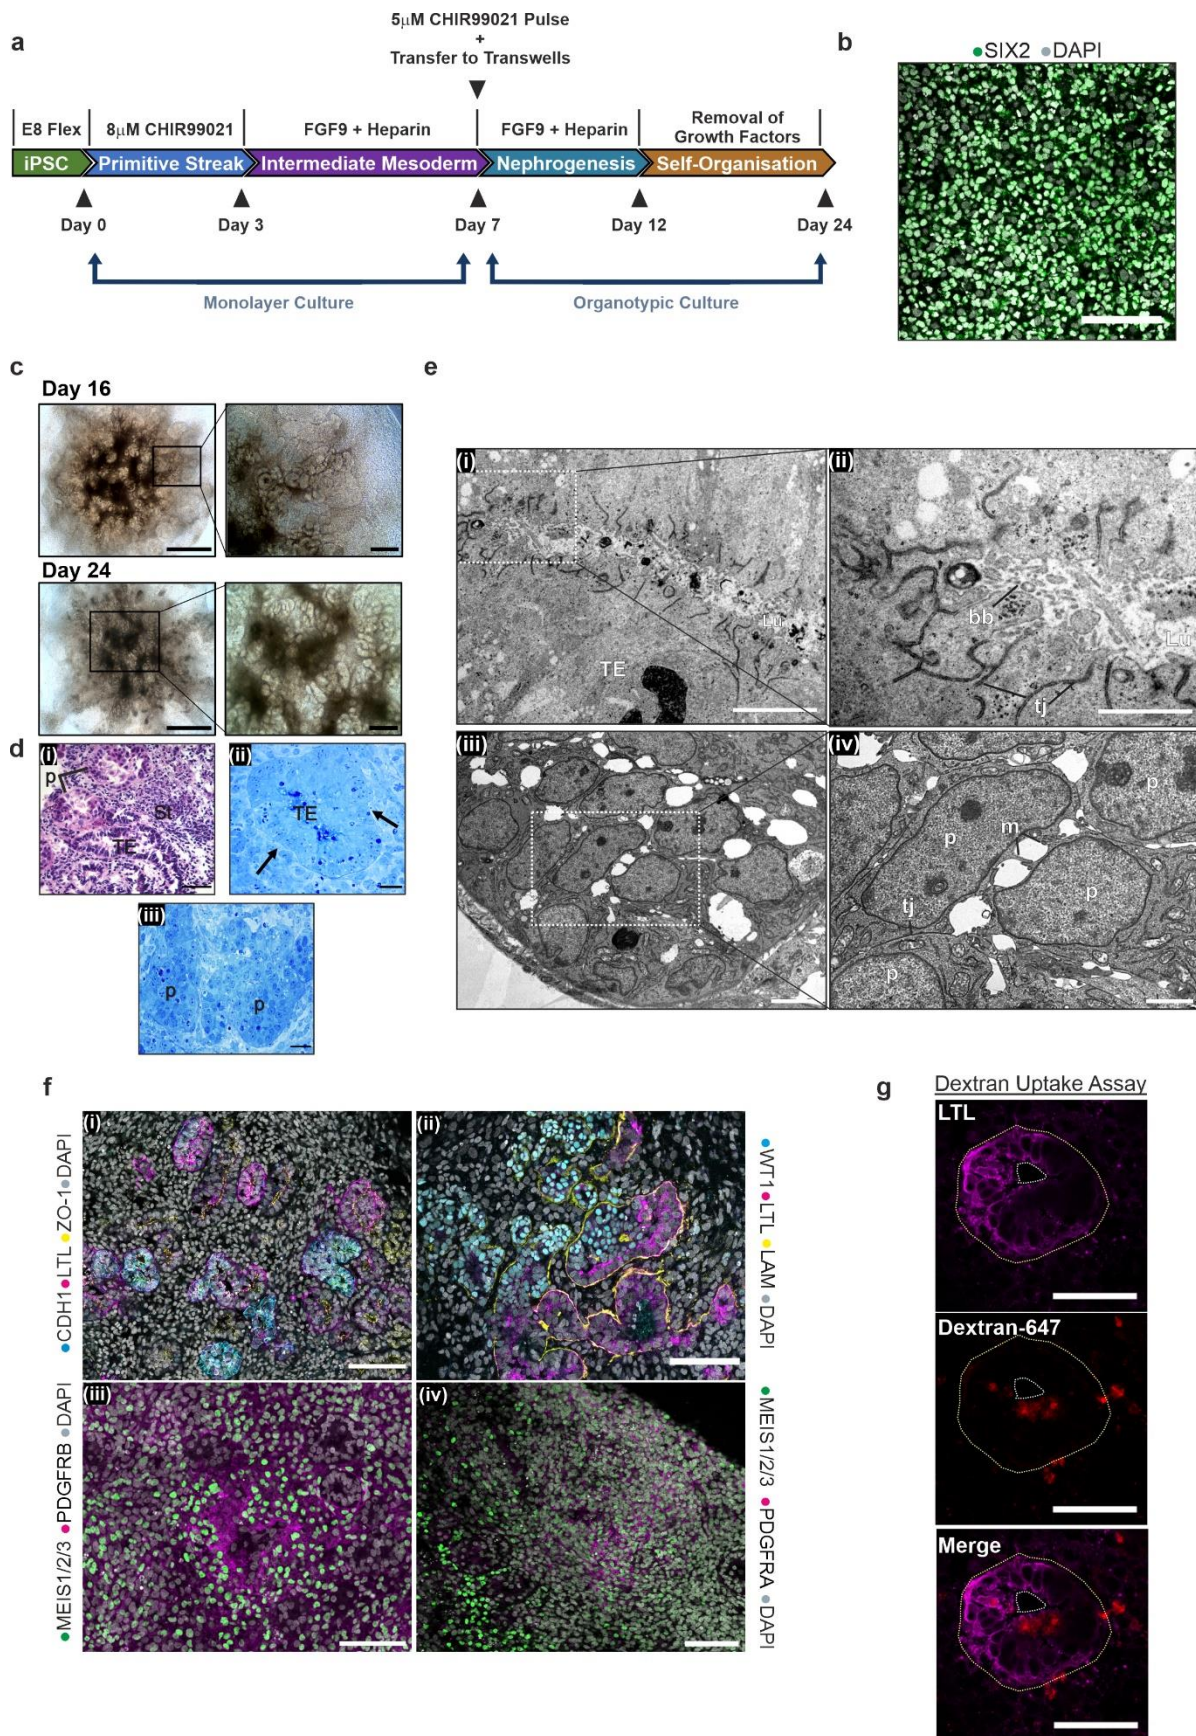 a
5μM CHIR99021 Pulse
+
Transfer to Transwells
E8 Flex
8μM CHIR99021
FGF9 + Heparin
FGF9 + Heparin
Removal of
Growth Factors
iPSC
Primitive Streak
Intermediate Mesoderm
Nephrogenesis
Self-Organisation
Day 0
Day 3
Day 7
Day 12
Day 24
Monolayer Culture
Organotypic Culture
b
●SIX2 ●DAPI
c
Day 16
Day 24
d
(i)
p
St
TE
(ii)
TE
(iii)
p
p
e
(i)
Lu
TE
(ii)
bb
Lu
tj
(iii)
(iv)
p
p
m
p
tj
p
f
●CDH1 ●LTL ●ZO-1 ●DAPI
(i)
(ii)
●WT1 ●LTL ●LAM ●DAPI
●MEIS1/2/3 ●PDGFRB ●DAPI
(iii)
(iv)
●MEIS1/2/3 ●PDGFRA ●DAPI
g
Dextran Uptake Assay
LTL
Dextran-647
Merge